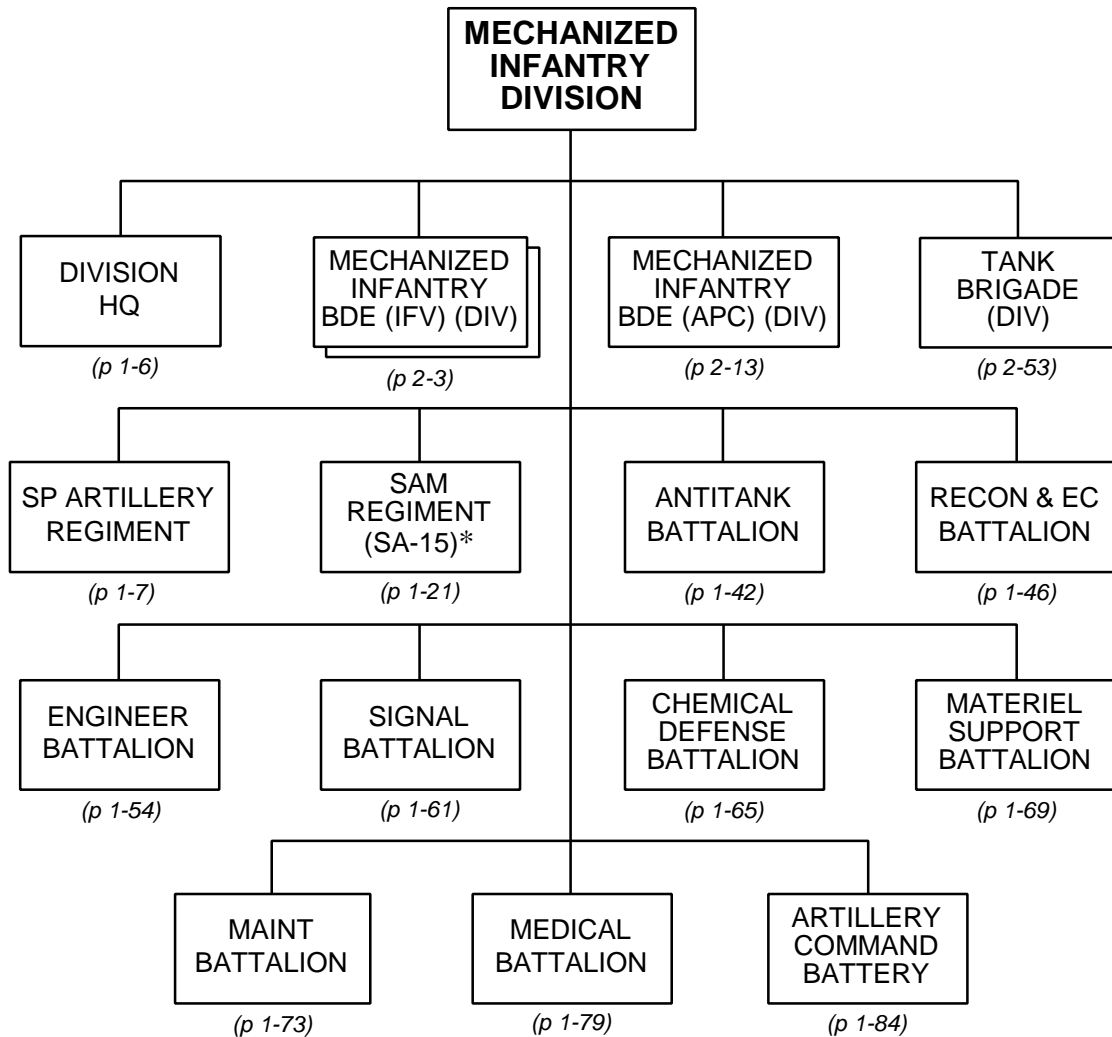 MECHANIZED
INFANTRY
DIVISION
DIVISION
HQ
(p 1-6)
MECHANIZED
INFANTRY
BDE (IFV) (DIV)
(p 2-3)
MECHANIZED
INFANTRY
BDE (APC) (DIV)
(p 2-13)
TANK
BRIGADE
(DIV)
(p 2-53)
SP ARTILLERY
REGIMENT
(p 1-7)
SAM
REGIMENT
(SA-15)*
(p 1-21)
ANTITANK
BATTALION
(p 1-42)
RECON & EC
BATTALION
(p 1-46)
ENGINEER
BATTALION
(p 1-54)
SIGNAL
BATTALION
(p 1-61)
CHEMICAL
DEFENSE
BATTALION
(p 1-65)
MATERIEL
SUPPORT
BATTALION
(p 1-69)
MAINT
BATTALION
(p 1-73)
MEDICAL
BATTALION
(p 1-79)
ARTILLERY
COMMAND
BATTERY
(p 1-84)